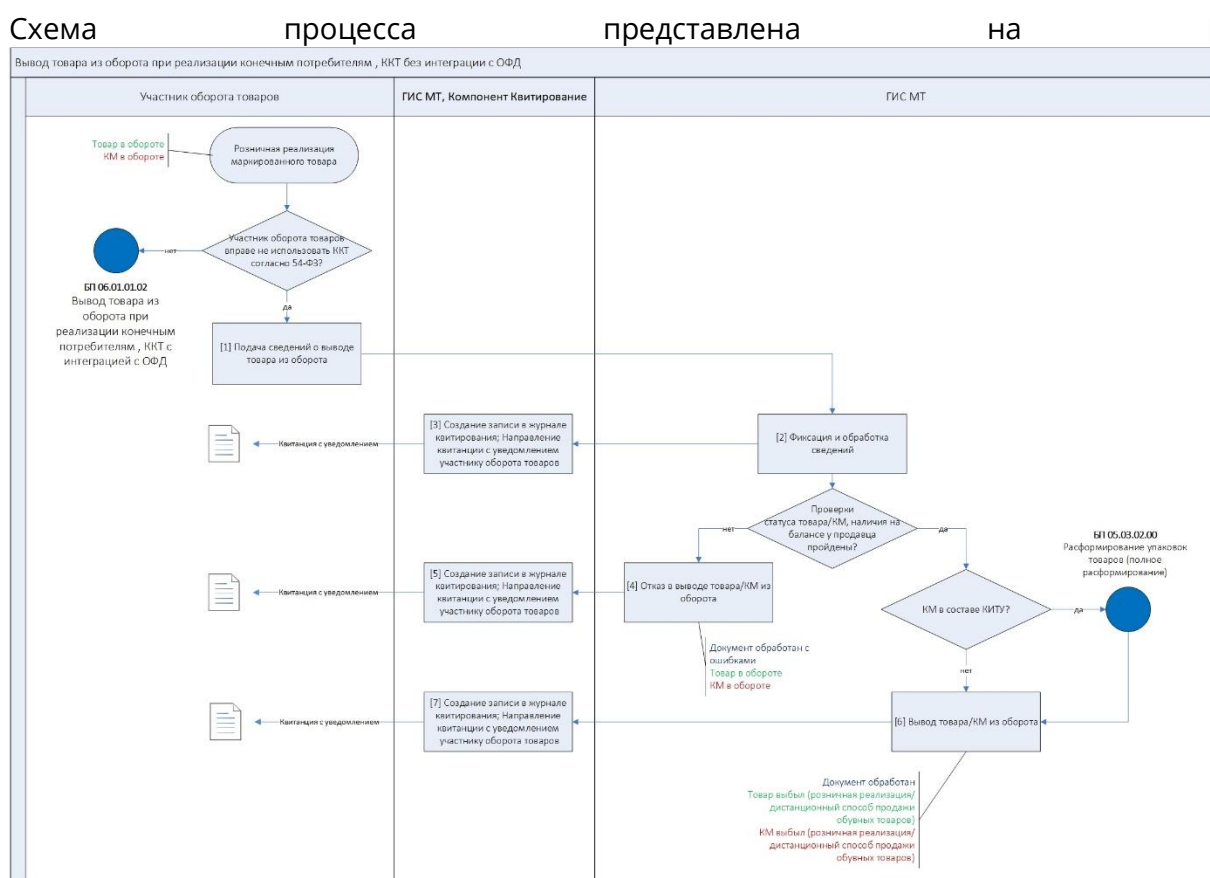 Схема процесса представлена на
Вывод товара из оборота при реализации конечным потребителям , ККТ без интеграции с ОФД
Участник оборота товаров
ГИС МТ, Компонент Квитирование
ГИС МТ
Товар в обороте
КМ в обороте
Розничная реализация
маркированного товара
Участник оборота товаров
вправе не использовать ККТ
согласно 54-ФЗ?
нет
БП 06.01.01.02
Вывод товара из
оборота при
реализации конечным
потребителям , ККТ с
интеграцией с ОФД
да
[1] Подача сведений о выводе
товара из оборота
[2] Фиксация и обработка
сведений
[3] Создание записи в журнале
квитирования; Направление
квитанции с уведомлением
участнику оборота товаров
Квитанция с уведомлением
Проверки
статуса товара/КМ, наличия на
балансе у продавца
пройдены?
нет
да
[4] Отказ в выводе товара/КМ из
оборота
[5] Создание записи в журнале
квитирования; Направление
квитанции с уведомлением
участнику оборота товаров
Квитанция с уведомлением
Документ обработан с
ошибками
Товар в обороте
КМ в обороте
КМ в составе КИТУ?
да
БП 05.03.02.00
Расформирование упаковок
товаров (полное
расформирование)
нет
[6] Вывод товара/КМ из оборота
[7] Создание записи в журнале
квитирования; Направление
квитанции с уведомлением
участнику оборота товаров
Квитанция с уведомлением
Документ обработан
Товар выбыл (розничная реализация/
дистанционный способ продажи
обувных товаров)
КМ выбыл (розничная реализация/
дистанционный способ продажи
обувных товаров)